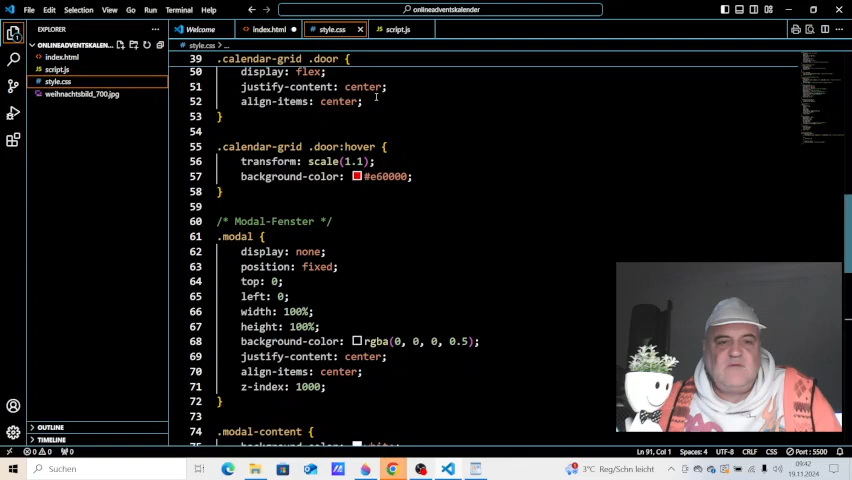 File Edit Selection View Go Run Terminal Help
onlineadventskalender
EXPLORER
Welcome
index.html
style.css
script.js
ONLINEADVENTSKALEN...
index.html
script.js
style.css
weihnachtsbild_700.jpg
style.css > ...
39 .calendar-grid .door {
50 display: flex;
51 justify-content: center;
52 align-items: center;
53 }
54
55 .calendar-grid .door:hover {
56 transform: scale(1.1);
57 background-color: #e60000;
58 }
59
60 /* Modal-Fenster */
61 .modal {
62 display: none;
63 position: fixed;
64 top: 0;
65 left: 0;
66 width: 100%;
67 height: 100%;
68 background-color: rgba(0, 0, 0, 0.5);
69 justify-content: center;
70 align-items: center;
71 z-index: 1000;
72 }
73
74 .modal-content {
75 background-color: white;
OUTLINE
TIMELINE
0 0 0
Ln 91, Col 1 Spaces: 4 UTF-8 CRLF CSS Port : 5500
Suchen
3°C Reg/Schn leicht
09:42
19.11.2024